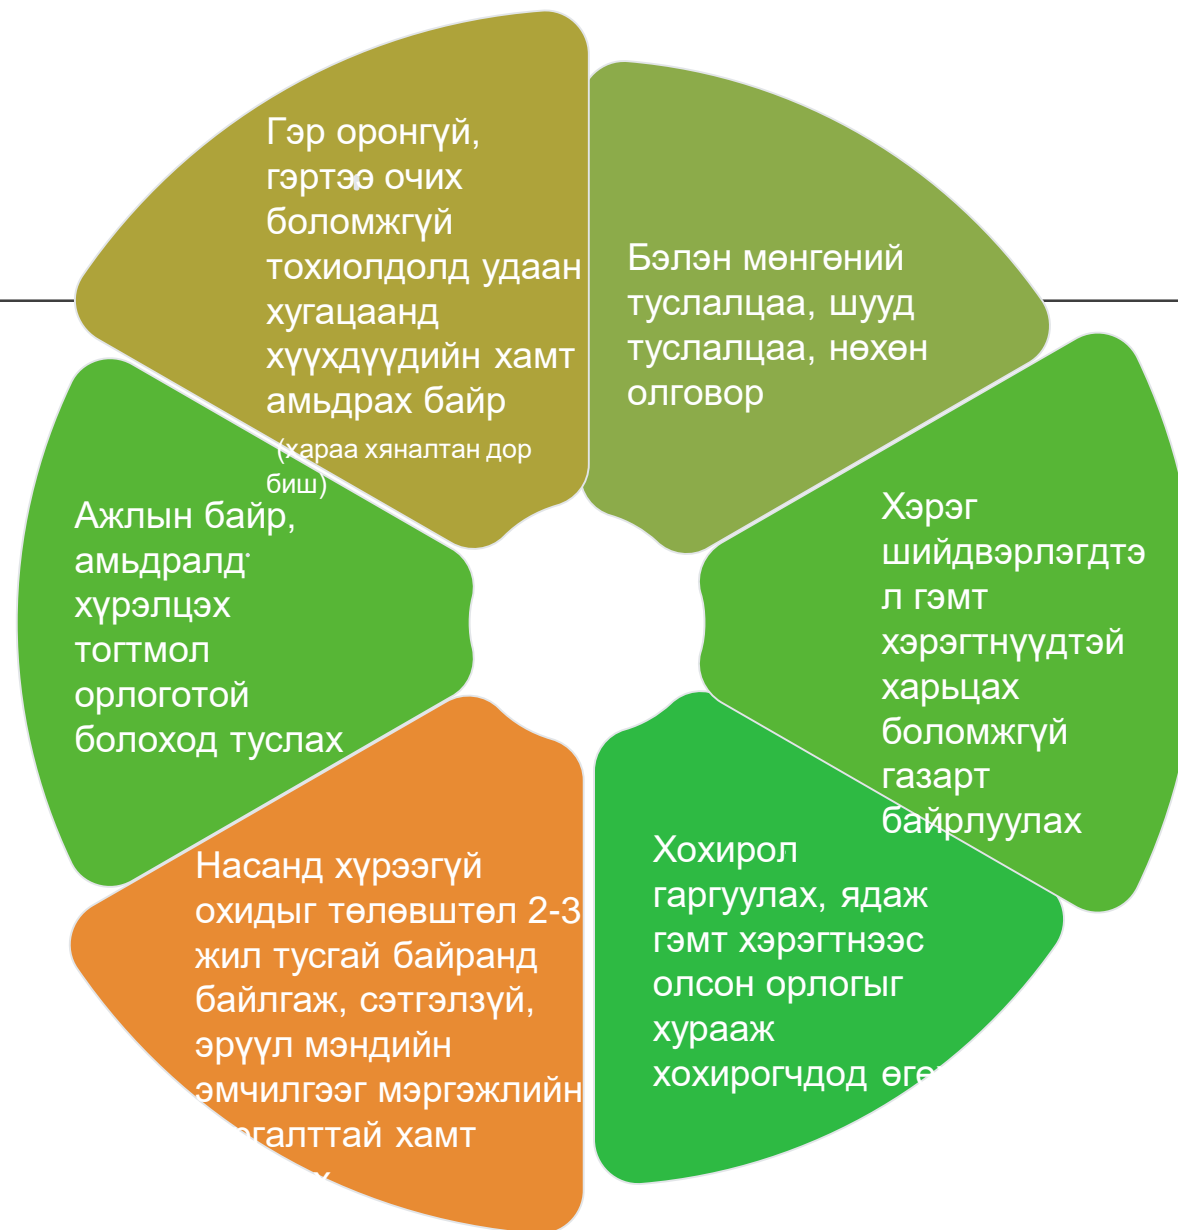 Гэр оронгүй,
гэртээ очих
боломжгүй
тохиолдолд удаан
хугацаанд
хүүхдүүдийн хамт
амьдрах байр
(хараа хяналтан дор
биш)
Бэлэн мөнгөний
туслалцаа, шууд
туслалцаа, нөхөн
олговор
Хэрэг
шийдвэрлэгдтэ
л гэмт
хэрэгтнүүдтэй
харьцах
боломжгүй
газарт
байрлуулах
Хохирол
гаргуулах, ядаж
гэмт хэрэгтнээс
олсон орлогыг
хурааж
хохирогчдод
Насанд хүрээгүй
охидыг төлөвштөл 2-3
жил тусгай байранд
байлгаж, сэтгэлзүй,
эрүүл мэндийн
эмчилгээг мэргэжлийн
хамт
Ажлын байр,
амьдралд
хүрэлцэх
тогтмол
орлоготой
болоход туслах